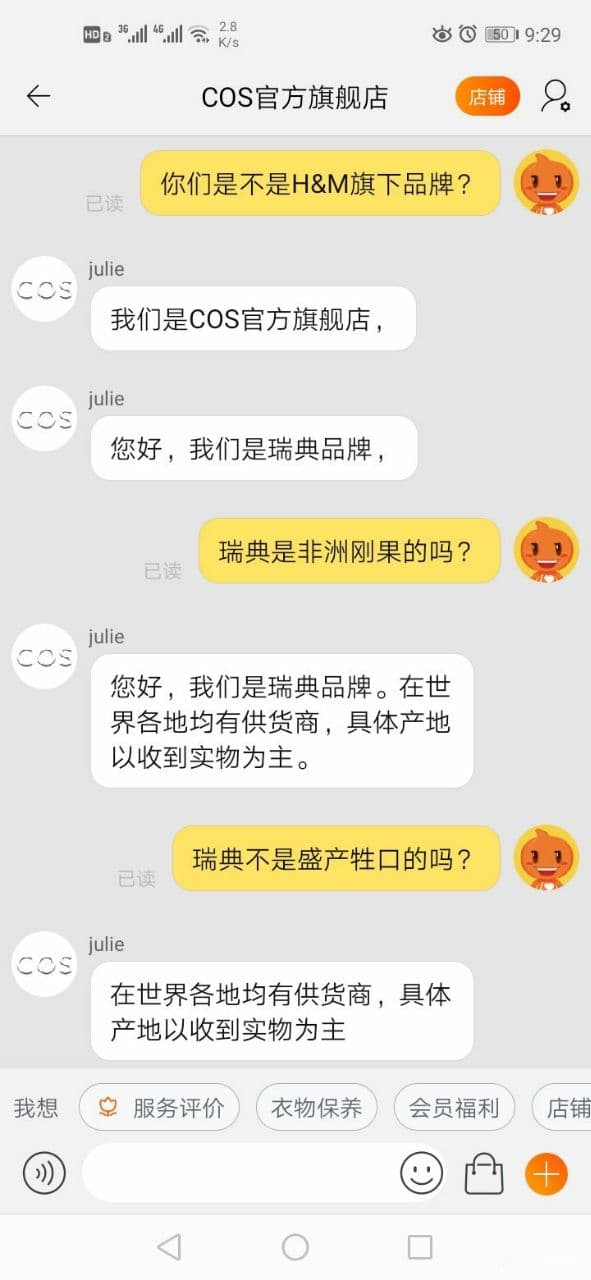 HD 2 3G 4G 2.8 K/s 50 9:29
COS官方旗舰店 店铺
你们是不是H&M旗下品牌？
已读
julie
COS
我们是COS官方旗舰店，
julie
COS
您好，我们是瑞典品牌，
瑞典是非洲刚果的吗？
已读
julie
COS
您好，我们是瑞典品牌。在世
界各地均有供货商，具体产地
以收到实物为主。
瑞典不是盛产牲口的吗？
已读
julie
COS
在世界各地均有供货商，具体
产地以收到实物为主
我想 服务评价 衣物保养 会员福利 店铺